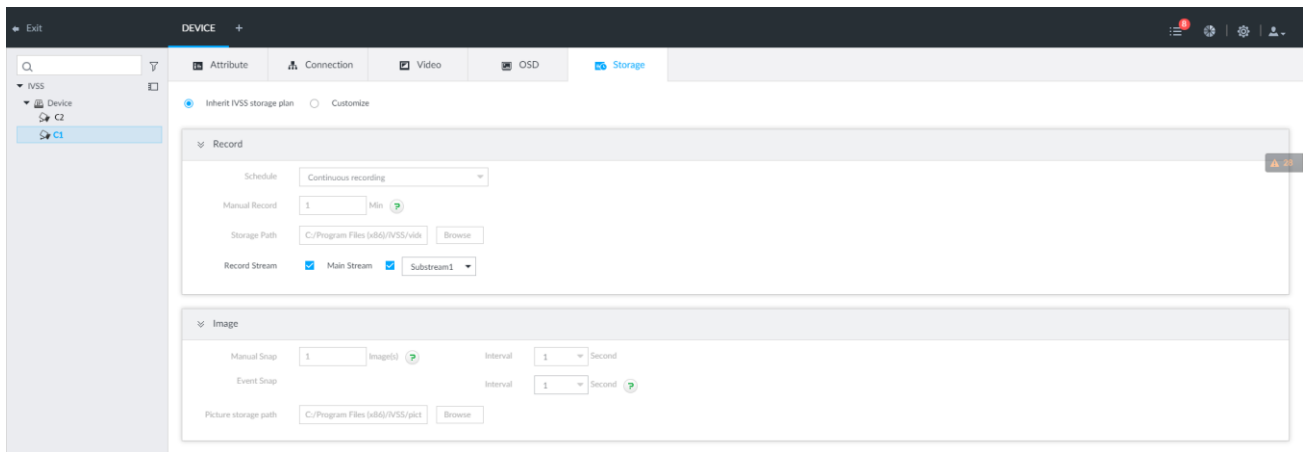 Exit DEVICE + 8
Attribute Connection Video OSD Storage
IVSS
Device
C2
C1
Inherit IVSS storage plan Customize
Record
28
Schedule Continuous recording
Manual Record 1 Min ?
Storage Path C:/Program Files (x86)/IVSS/vide Browse
Record Stream Main Stream Substream1
Image
Manual Snap 1 Image(s) ? Interval 1 Second
Event Snap Interval 1 Second ?
Picture storage path C:/Program Files (x86)/IVSS/pict Browse